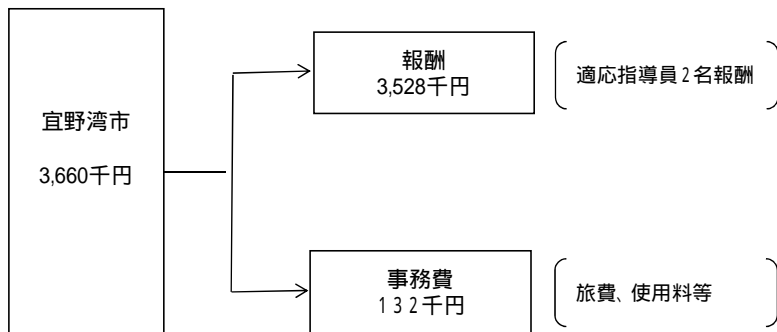 宜野湾市
3,660千円
報酬
3,528千円
適応指導員２名報酬
事務費
１３２千円
旅費、使用料等